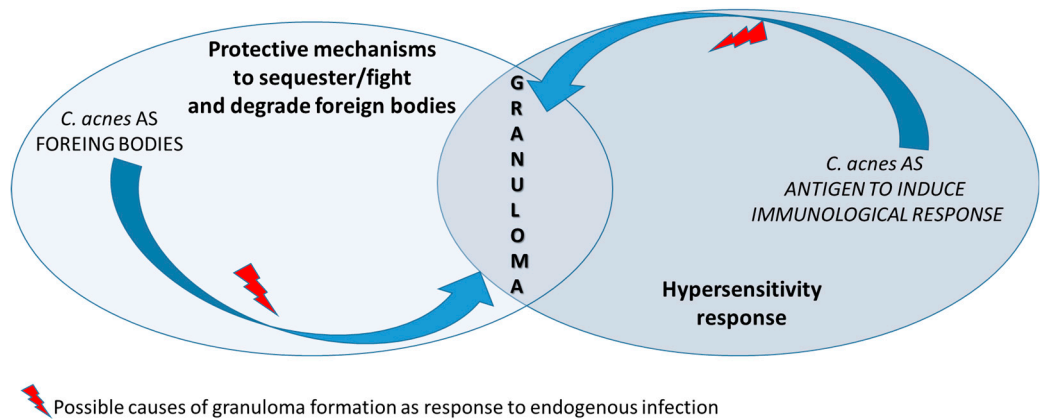 Protective mechanisms
to sequester/fight
and degrade foreign bodies
C. acnes AS
FOREING BODIES
G
R
A
N
U
L
O
M
A
C. acnes AS
ANTIGEN TO INDUCE
IMMUNOLOGICAL RESPONSE
Hypersensitivity
response
Possible causes of granuloma formation as response to endogenous infection